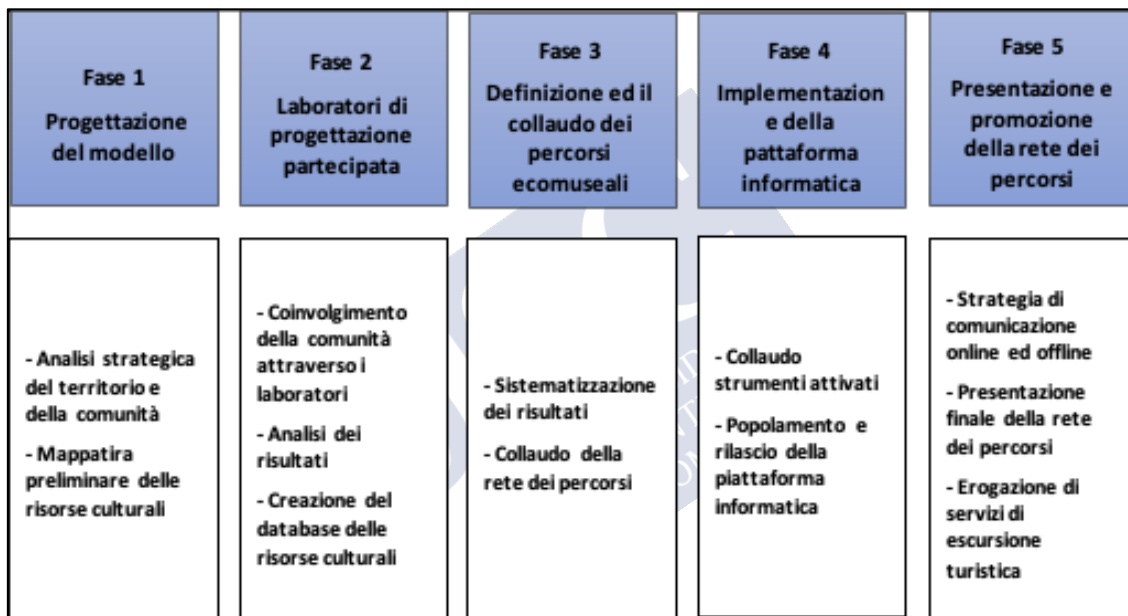 Fase 1
Progettazione
del modello
Fase 2
Laboratori di
progettazione
partecipata
Fase 3
Definizione ed il
collaudo dei
percorsi
ecomuseali
Fase 4
Implementazion
e della
pattaforma
informatica
Fase 5
Presentazione e
promozione
della rete dei
percorsi
- Analisi strategica
del territorio e
della comunità
- Mappatira
preliminare delle
risorse culturali
- Coinvolgimento
della comunità
attraverso i
laboratori
- Analisi dei
risultati
- Creazione del
database delle
risorse culturali
- Sistematizzazione
dei risultati
- Collaudo della
rete dei percorsi
- Collaudo
strumenti attivati
- Popolamento e
rilascio della
piattaforma
informatica
- Strategia di
comunicazione
online ed offline
- Presentazione
finale della rete
dei percorsi
- Erogazione di
servizi di
escursione
turistica